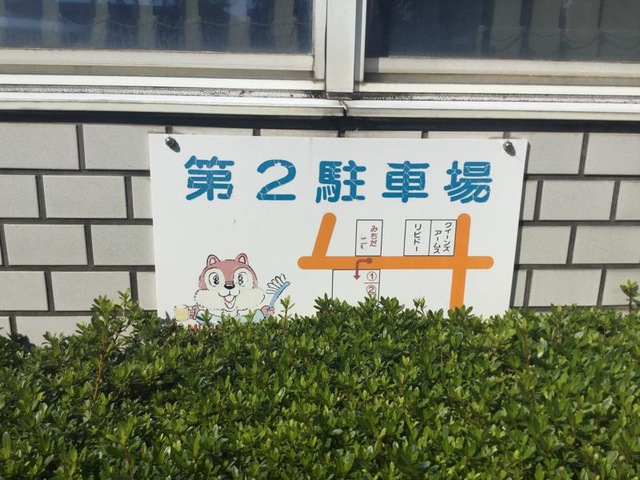 第2駐車場
みちだ
リビドー
クイーンズ
アームス
①
②